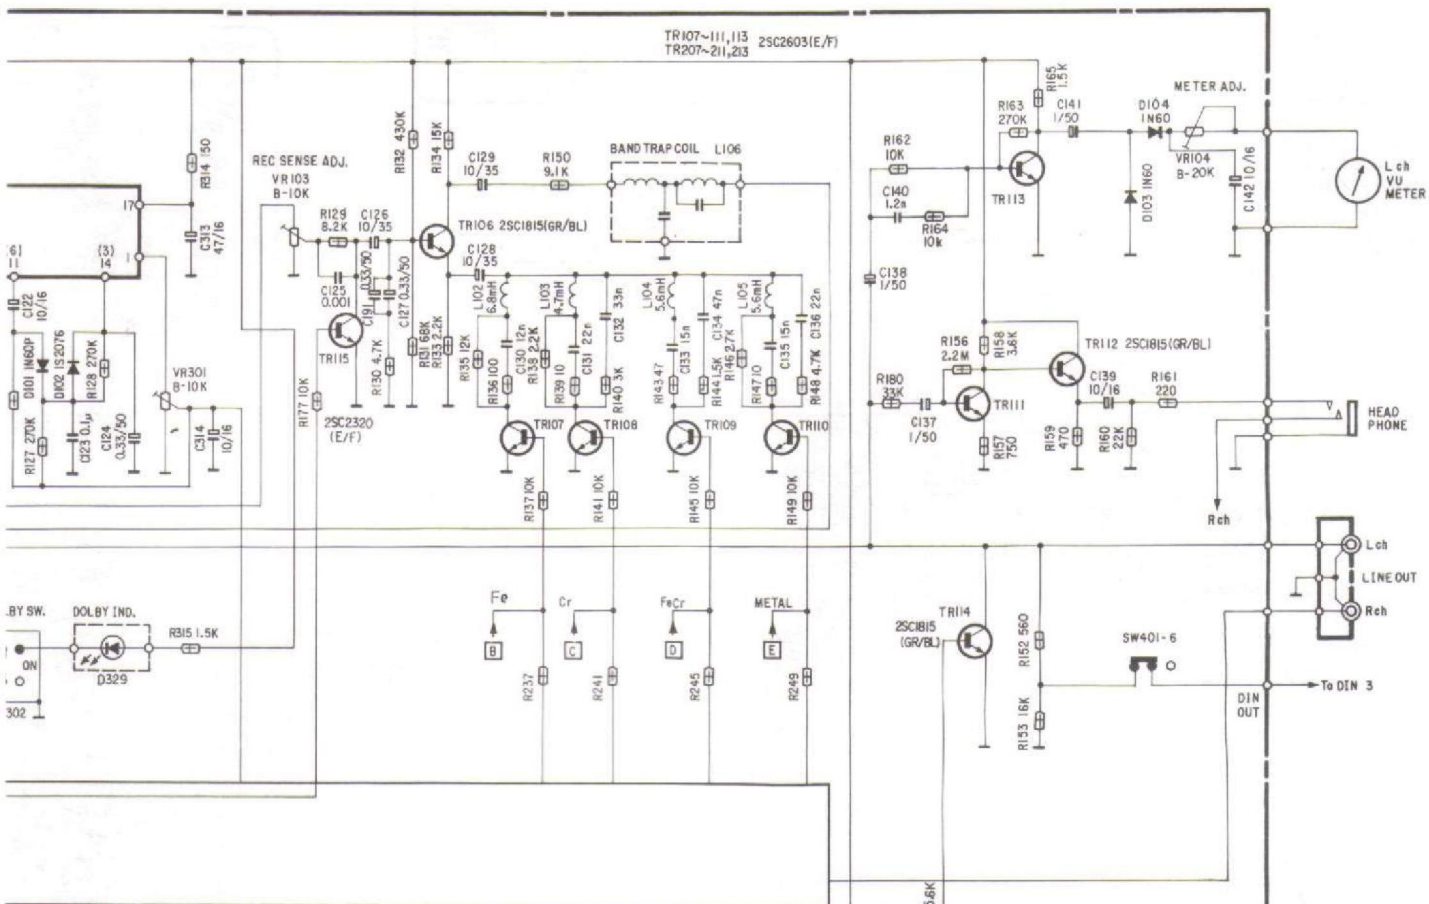 TR107~111,113
TR207~211,213
2SC2603(E/F)
R314 150
C313
47/16
17
1
(6)
11
(3)
14
C122
10/16
D101 1N60P
D102 1S2076
R128 270K
R127 270K
C123 0.1μ
C124
0.33/50
VR301
B-10K
C314
10/16
REC SENSE ADJ.
VR103
B-10K
R129
8.2K
C126
10/35
C125
0.001
C191 0.33/50
C127 0.33/50
TR115
R177 10K
2SC2320
(E/F)
R130 4.7K
R132 430K
R134 15K
R131 68K
R133 2.2K
TR106 2SC1815(GR/BL)
C129
10/35
R150
9.1K
C128
10/35
BAND TRAP COIL L106
L102
6.8mH
L103
4.7mH
L104
5.6mH
L105
5.6mH
R135 12K
R136 100
C130 12n
R138 2.2K
R139 10
C131 22n
C132 33n
R140 3K
R143 47
C133 15n
C134 47n
R144 1.5K
R146 2.7K
R147 10
C135 15n
C136 22n
R148 4.7K
TR107
TR108
TR109
TR110
R137 10K
R141 10K
R145 10K
R149 10K
Fe
Cr
FeCr
METAL
B
C
D
E
R237
R241
R245
R249
R165
1.5K
R163
270K
C141
1/50
D104
1N60
METER ADJ.
VR104
B-20K
D103 1N60
C142 10/16
L ch
VU
METER
R162
10K
C140
1.2n
R164
10k
TR113
C138
1/50
R156
2.2M
R158
3.6K
R180
33K
C137
1/50
TR111
R157
750
TR112 2SC1815(GR/BL)
C139
10/16
R161
220
R159
470
R160
22K
HEAD
PHONE
R ch
L ch
LINE OUT
R ch
TR114
2SC1815
(GR/BL)
R152 560
R153 16K
SW401-6
DIN
OUT
To DIN 3
.BY SW.
ON
302
DOLBY IND.
D329
R315 1.5K
5.6K